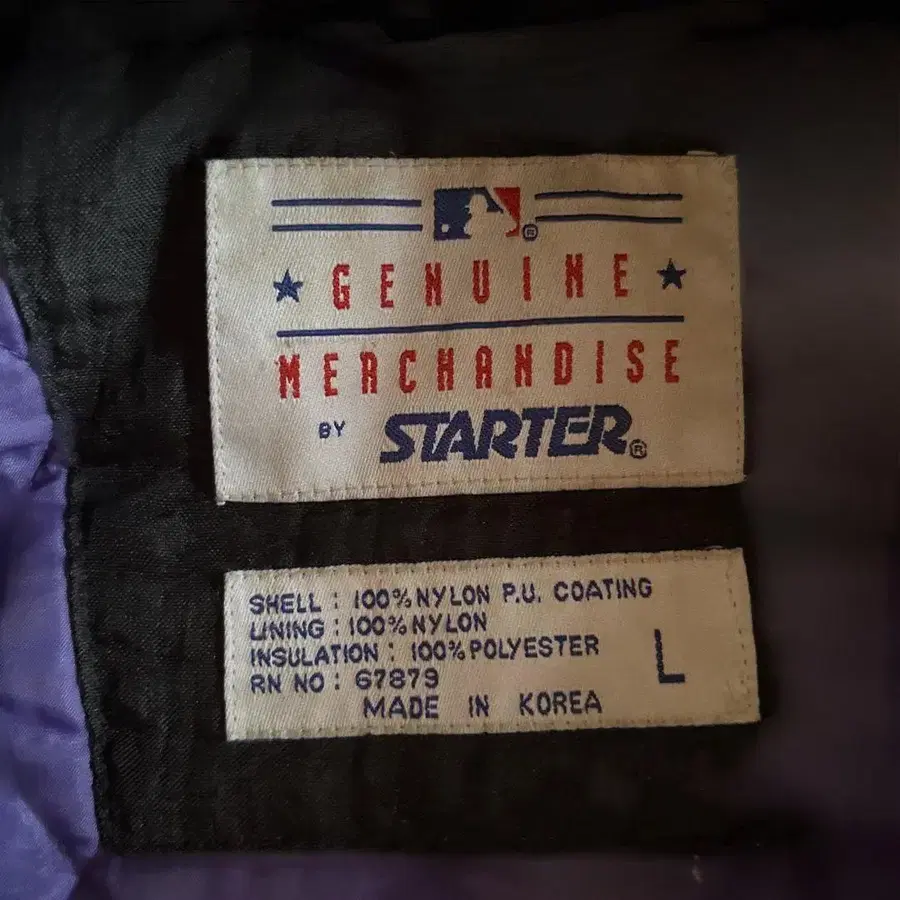 GENUINE
MERCHANDISE
BY STARTER®
SHELL : 100% NYLON P.U. COATING
LINING : 100% NYLON
INSULATION : 100% POLYESTER
RN NO : 67879
MADE IN KOREA
L